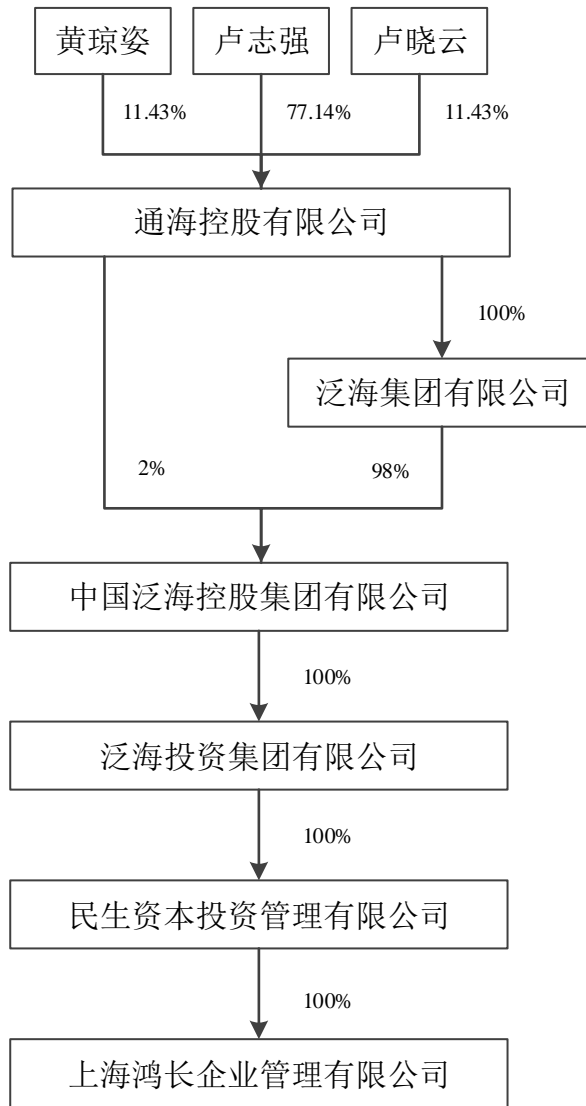 黄琼姿 卢志强 卢晓云
11.43% 77.14% 11.43%
通海控股有限公司
100%
泛海集团有限公司
2% 98%
中国泛海控股集团有限公司
100%
泛海投资集团有限公司
100%
民生资本投资管理有限公司
100%
上海鸿长企业管理有限公司